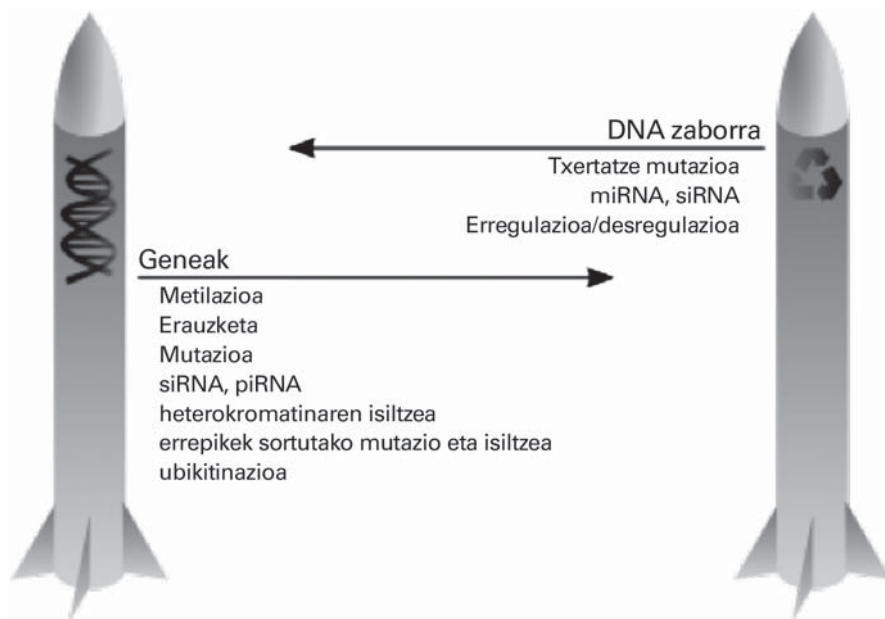 DNA zaborra
Txertatze mutazioa
miRNA, siRNA
Erregulazioa/desregulazioa
Geneak
Metilazioa
Erauzketa
Mutazioa
siRNA, piRNA
heterokromatinaren isiltzea
errepikek sortutako mutazio eta isiltzea
ubikitinazioa